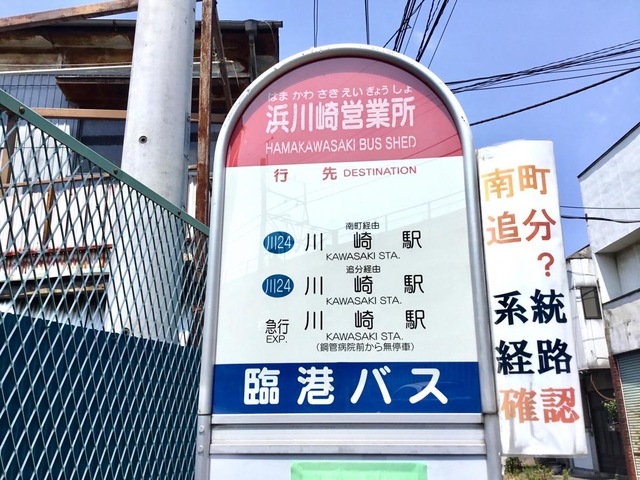 はま かわ さき えい ぎょう しょ
浜川崎営業所
HAMAKAWASAKI BUS SHED
行 先 DESTINATION
南町経由
川24 川 崎 駅
KAWASAKI STA.
追分経由
川24 川 崎 駅
KAWASAKI STA.
急行 EXP. 川 崎 駅
KAWASAKI STA.
(鋼管病院前から無停車)
臨港バス
南町
追分
?
系統
経路
確認